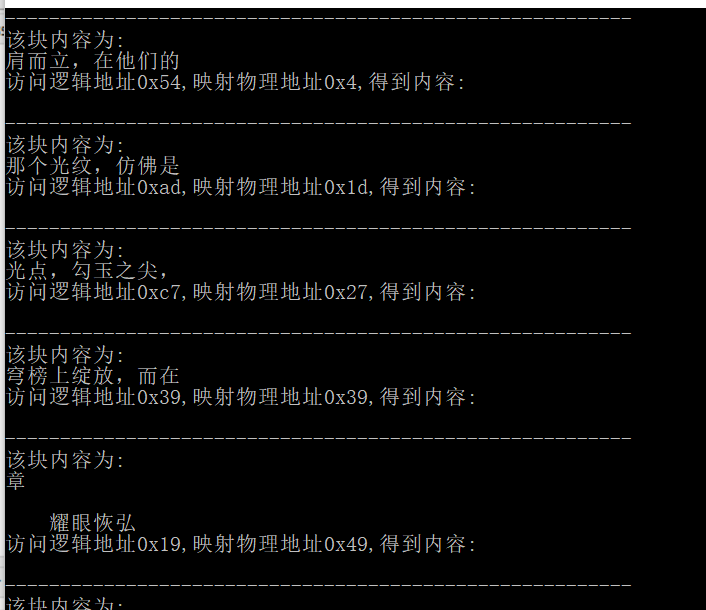 ---------------------------------------------------------
该块内容为:
肩而立，在他们的
访问逻辑地址0x54,映射物理地址0x4,得到内容:
---------------------------------------------------------
该块内容为:
那个光纹，仿佛是
访问逻辑地址0xad,映射物理地址0x1d,得到内容:
---------------------------------------------------------
该块内容为:
光点，勾玉之尖，
访问逻辑地址0xc7,映射物理地址0x27,得到内容:
---------------------------------------------------------
该块内容为:
穹榜上绽放，而在
访问逻辑地址0x39,映射物理地址0x39,得到内容:
---------------------------------------------------------
该块内容为:
章
耀眼恢弘
访问逻辑地址0x19,映射物理地址0x49,得到内容:
---------------------------------------------------------
该块内容为: